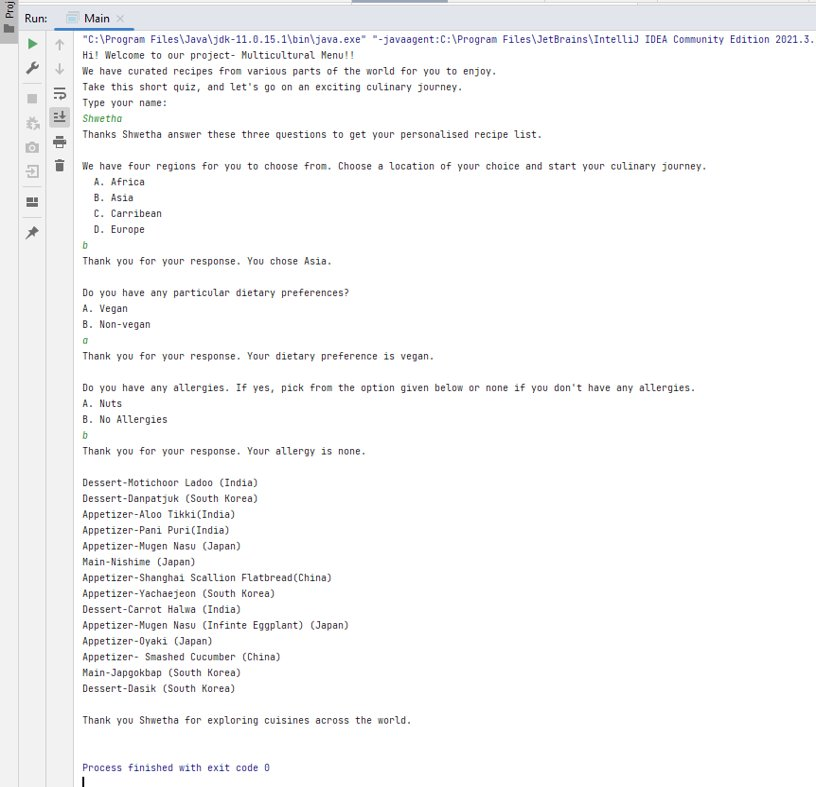 Proj
Run: Main
"C:\Program Files\Java\jdk-11.0.15.1\bin\java.exe" "-javaagent:C:\Program Files\JetBrains\IntelliJ IDEA Community Edition 2021.3.
Hi! Welcome to our project- Multicultural Menu!!
We have curated recipes from various parts of the world for you to enjoy.
Take this short quiz, and let's go on an exciting culinary journey.
Type your name:
Shwetha
Thanks Shwetha answer these three questions to get your personalised recipe list.
We have four regions for you to choose from. Choose a location of your choice and start your culinary journey.
A. Africa
B. Asia
C. Carribean
D. Europe
b
Thank you for your response. You chose Asia.
Do you have any particular dietary preferences?
A. Vegan
B. Non-vegan
a
Thank you for your response. Your dietary preference is vegan.
Do you have any allergies. If yes, pick from the option given below or none if you don't have any allergies.
A. Nuts
B. No Allergies
b
Thank you for your response. Your allergy is none.
Dessert-Motichoor Ladoo (India)
Dessert-Danpatjuk (South Korea)
Appetizer-Aloo Tikki(India)
Appetizer-Pani Puri(India)
Appetizer-Mugen Nasu (Japan)
Main-Nishime (Japan)
Appetizer-Shanghai Scallion Flatbread(China)
Appetizer-Yachaejeon (South Korea)
Dessert-Carrot Halwa (India)
Appetizer-Mugen Nasu (Infinte Eggplant) (Japan)
Appetizer-Oyaki (Japan)
Appetizer- Smashed Cucumber (China)
Main-Japgokbap (South Korea)
Dessert-Dasik (South Korea)
Thank you Shwetha for exploring cuisines across the world.
Process finished with exit code 0